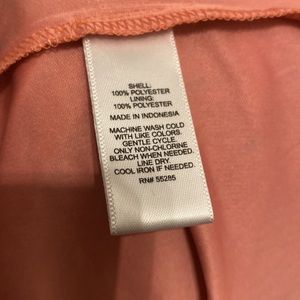 SHELL:
100% POLYESTER
LINING:
100% POLYESTER
MADE IN INDONESIA
MACHINE WASH COLD
WITH LIKE COLORS.
GENTLE CYCLE.
ONLY NON-CHLORINE
BLEACH WHEN NEEDED.
LINE DRY.
COOL IRON IF NEEDED.
RN# 55285